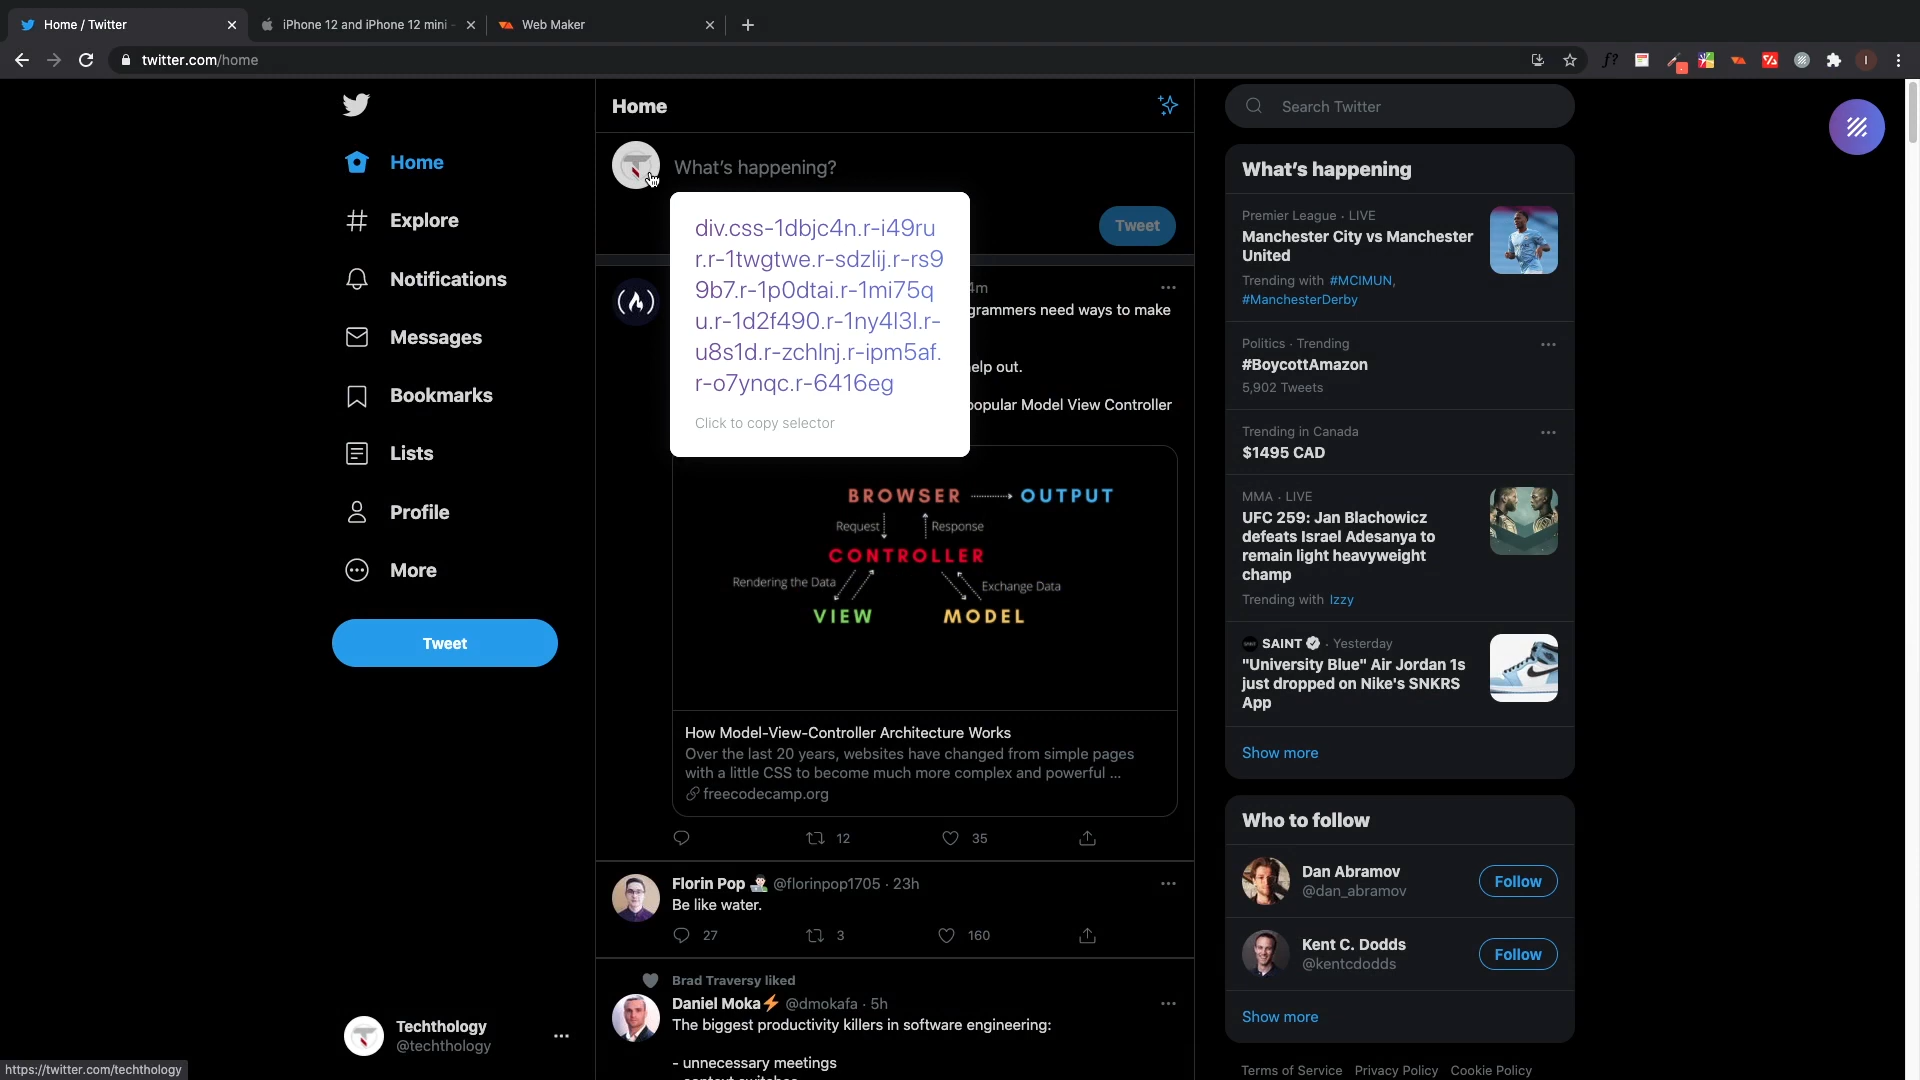 Home / Twitter
iPhone 12 and iPhone 12 mini -
Web Maker
twitter.com/home
f?
I
Home
Explore
Notifications
Messages
Bookmarks
Lists
Profile
More
Tweet
Techthology
@techthology
https://twitter.com/techthology
Home
What's happening?
Tweet
div.css-1dbjc4n.r-i49ru
r.r-1twgtwe.r-sdzlij.r-rs9
9b7.r-1p0dtai.r-1mi75q
u.r-1d2f490.r-1ny4l3l.r-
u8s1d.r-zchlnj.r-ipm5af.
r-o7ynqc.r-6416eg
Click to copy selector
4m
grammers need ways to make
elp out.
popular Model View Controller
BROWSER OUTPUT
Request Response
CONTROLLER
Rendering the Data Exchange Data
VIEW MODEL
How Model-View-Controller Architecture Works
Over the last 20 years, websites have changed from simple pages
with a little CSS to become much more complex and powerful ...
freecodecamp.org
12 35
Florin Pop @florinpop1705 · 23h
Be like water.
27 3 160
Brad Traversy liked
Daniel Moka @dmokafa · 5h
The biggest productivity killers in software engineering:
- unnecessary meetings
Search Twitter
What's happening
Premier League · LIVE
Manchester City vs Manchester
United
Trending with #MCIMUN,
#ManchesterDerby
Politics · Trending
#BoycottAmazon
5,902 Tweets
Trending in Canada
$1495 CAD
MMA · LIVE
UFC 259: Jan Blachowicz
defeats Israel Adesanya to
remain light heavyweight
champ
Trending with Izzy
SAINT · Yesterday
"University Blue" Air Jordan 1s
just dropped on Nike's SNKRS
App
Show more
Who to follow
Dan Abramov
@dan_abramov
Follow
Kent C. Dodds
@kentcdodds
Follow
Show more
Terms of Service Privacy Policy Cookie Policy